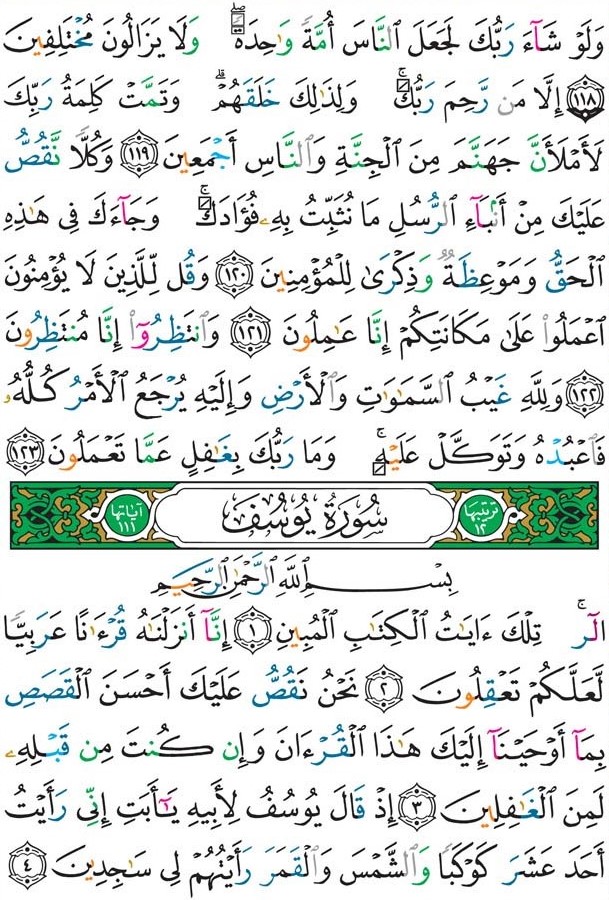 وَلَوْ شَآءَ رَبُّكَ لَجَعَلَ ٱلنَّاسَ أُمَّةً وَٰحِدَةً ۖ وَلَا يَزَالُونَ مُخْتَلِفِينَ
١١٨ إِلَّا مَن رَّحِمَ رَبُّكَ ۚ وَلِذَٰلِكَ خَلَقَهُمْ ۗ وَتَمَّتْ كَلِمَةُ رَبِّكَ
لَأَمْلَأَنَّ جَهَنَّمَ مِنَ ٱلْجِنَّةِ وَٱلنَّاسِ أَجْمَعِينَ ١١٩ وَكُلًّا نَّقُصُّ
عَلَيْكَ مِنْ أَنۢبَآءِ ٱلرُّسُلِ مَا نُثَبِّتُ بِهِۦ فُؤَادَكَ ۚ وَجَآءَكَ فِى هَٰذِهِ
ٱلْحَقُّ وَمَوْعِظَةٌ وَذِكْرَىٰ لِلْمُؤْمِنِينَ ١٢٠ وَقُل لِّلَّذِينَ لَا يُؤْمِنُونَ
ٱعْمَلُوا۟ عَلَىٰ مَكَانَتِكُمْ إِنَّا عَٰمِلُونَ ١٢١ وَٱنتَظِرُوٓا۟ إِنَّا مُنتَظِرُونَ
١٢٢ وَلِلَّهِ غَيْبُ ٱلسَّمَٰوَٰتِ وَٱلْأَرْضِ وَإِلَيْهِ يُرْجَعُ ٱلْأَمْرُ كُلُّهُۥ
فَٱعْبُدْهُ وَتَوَكَّلْ عَلَيْهِ ۚ وَمَا رَبُّكَ بِغَٰفِلٍ عَمَّا تَعْمَلُونَ ١٢٣
ترتيبها ١٢ سُورَةُ يُوسُفَ آياتها ١١١
بِسْمِ ٱللَّهِ ٱلرَّحْمَٰنِ ٱلرَّحِيمِ
الٓر ۚ تِلْكَ ءَايَٰتُ ٱلْكِتَٰبِ ٱلْمُبِينِ ١ إِنَّآ أَنزَلْنَٰهُ قُرْءَٰنًا عَرَبِيًّا
لَّعَلَّكُمْ تَعْقِلُونَ ٢ نَحْنُ نَقُصُّ عَلَيْكَ أَحْسَنَ ٱلْقَصَصِ
بِمَآ أَوْحَيْنَآ إِلَيْكَ هَٰذَا ٱلْقُرْءَانَ وَإِن كُنتَ مِن قَبْلِهِۦ
لَمِنَ ٱلْغَٰفِلِينَ ٣ إِذْ قَالَ يُوسُفُ لِأَبِيهِ يَٰٓأَبَتِ إِنِّى رَأَيْتُ
أَحَدَ عَشَرَ كَوْكَبًا وَٱلشَّمْسَ وَٱلْقَمَرَ رَأَيْتُهُمْ لِى سَٰجِدِينَ ٤